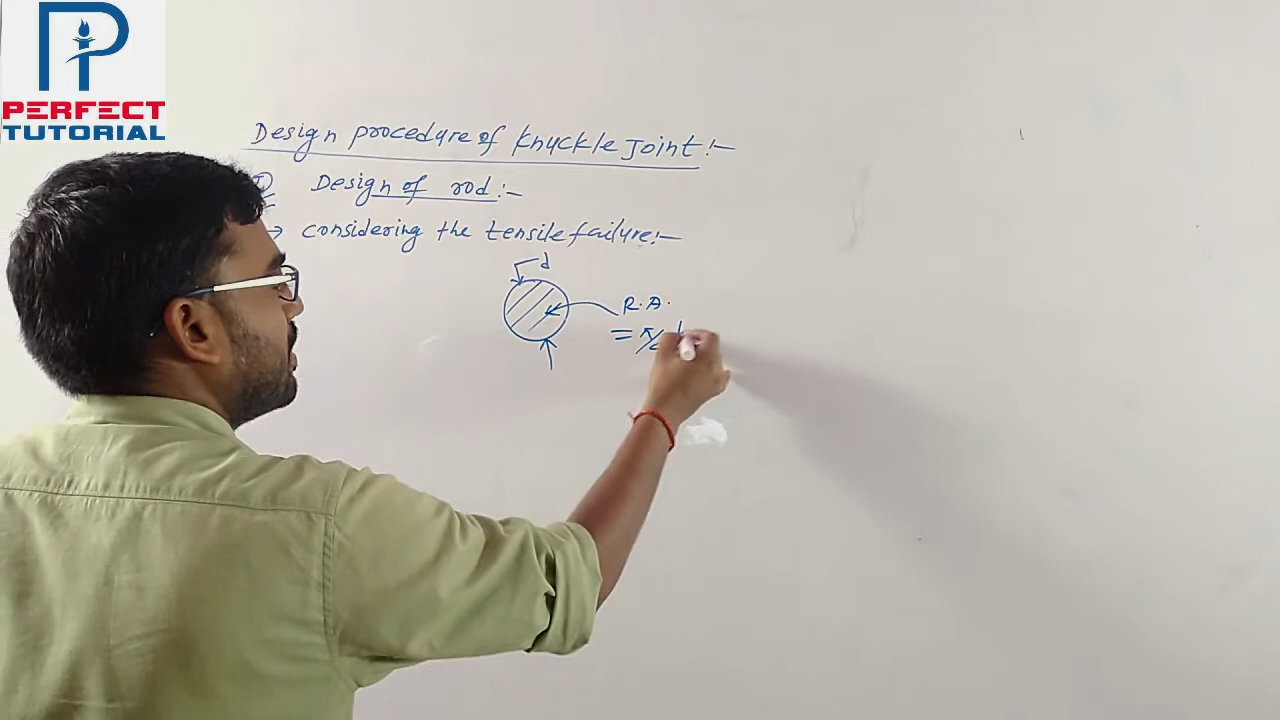 PERFECT
TUTORIAL
Design procedure of knuckle Joint:-
I) Design of rod:-
→ considering the tensile failure:-
d
R.A.
= π/